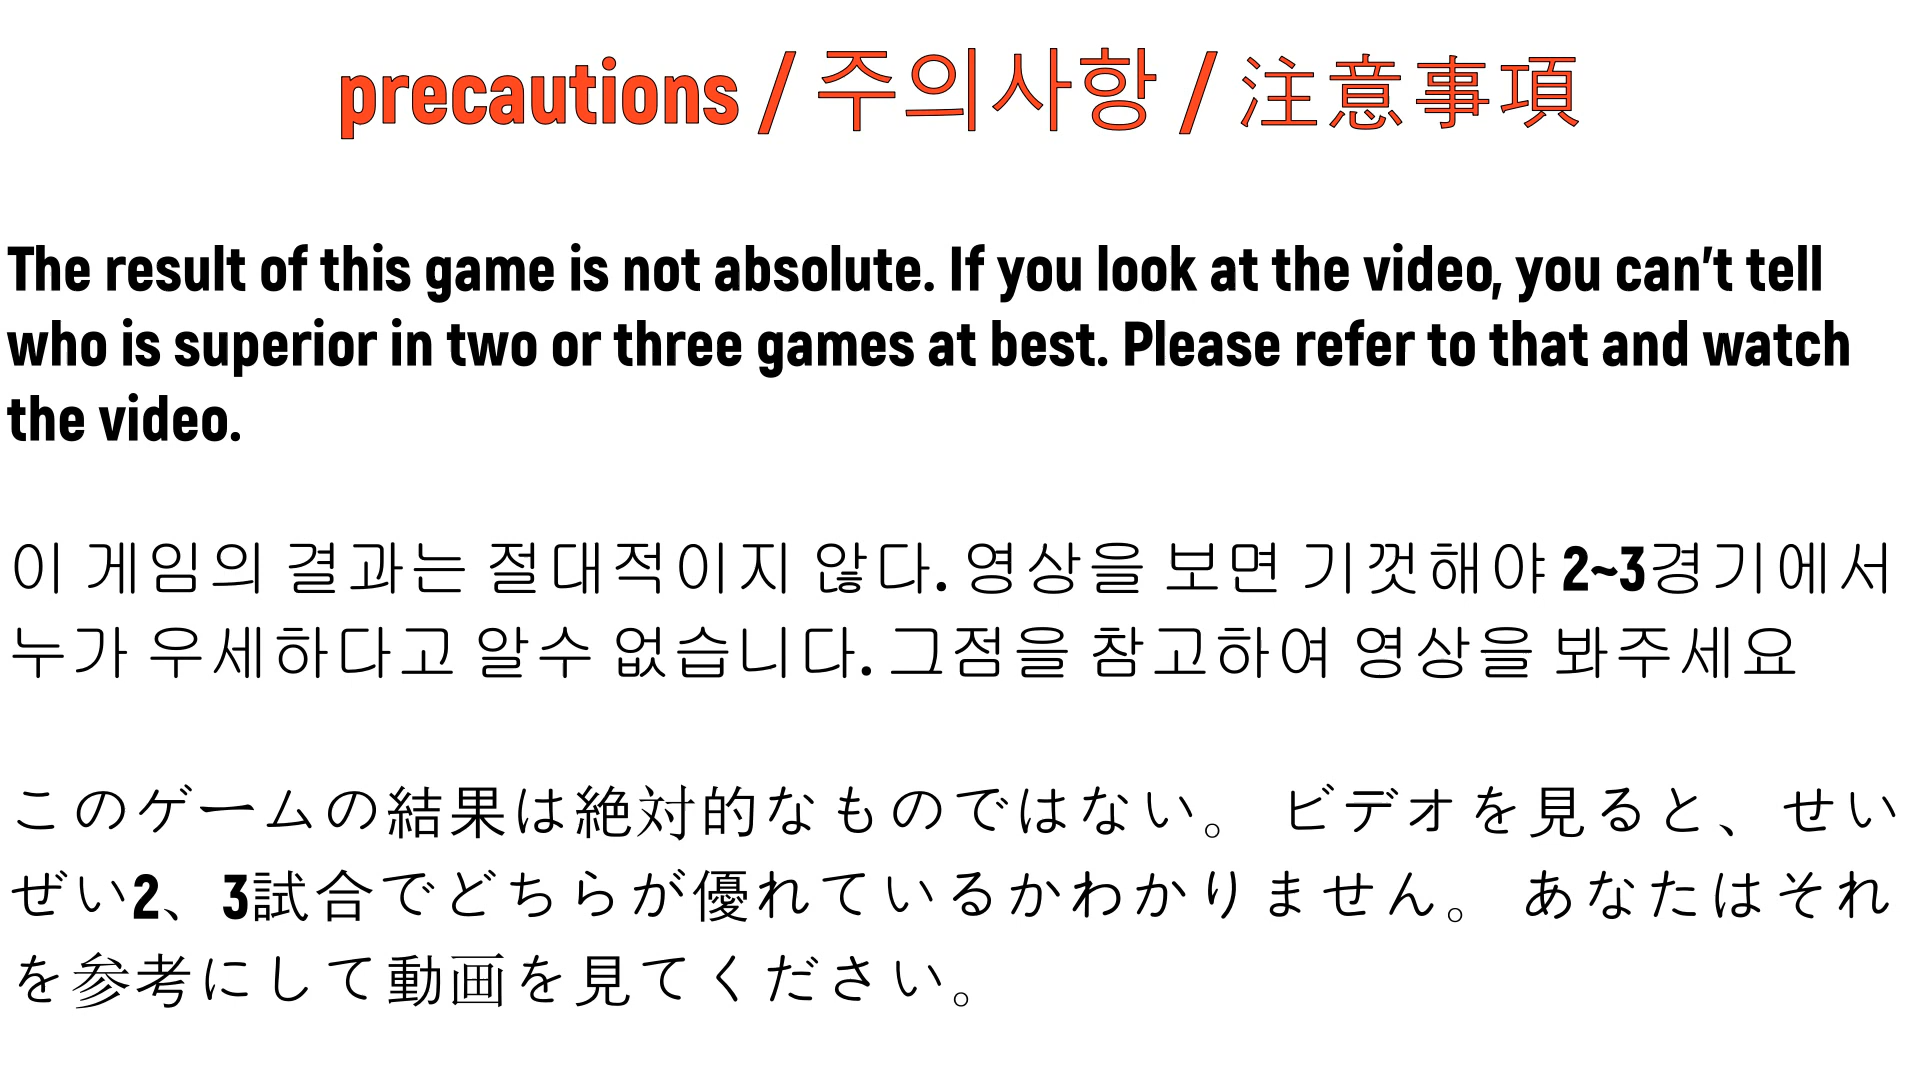 precautions / 주의사항 / 注意事項
The result of this game is not absolute. If you look at the video, you can't tell
who is superior in two or three games at best. Please refer to that and watch
the video.
이 게임의 결과는 절대적이지 않다. 영상을 보면 기껏해야 2~3경기에서
누가 우세하다고 알수 없습니다. 그점을 참고하여 영상을 봐주세요
このゲームの結果は絶対的なものではない。 ビデオを見ると、せい
ぜい2、3試合でどちらが優れているかわかりません。 あなたはそれ
を参考にして動画を見てください。